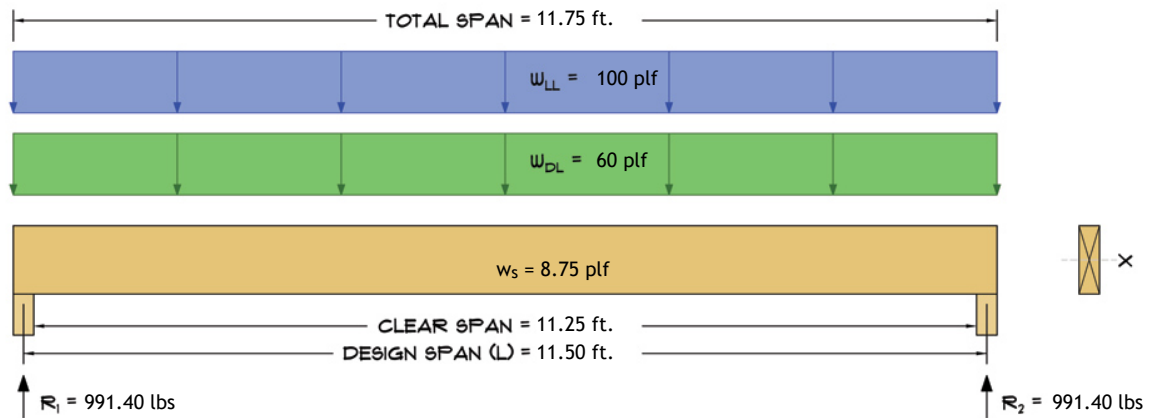 TOTAL SPAN = 11.75 ft.
WLL = 100 plf
WDL = 60 plf
ws = 8.75 plf
X
CLEAR SPAN = 11.25 ft.
DESIGN SPAN (L) = 11.50 ft.
R1 = 991.40 lbs
R2 = 991.40 lbs